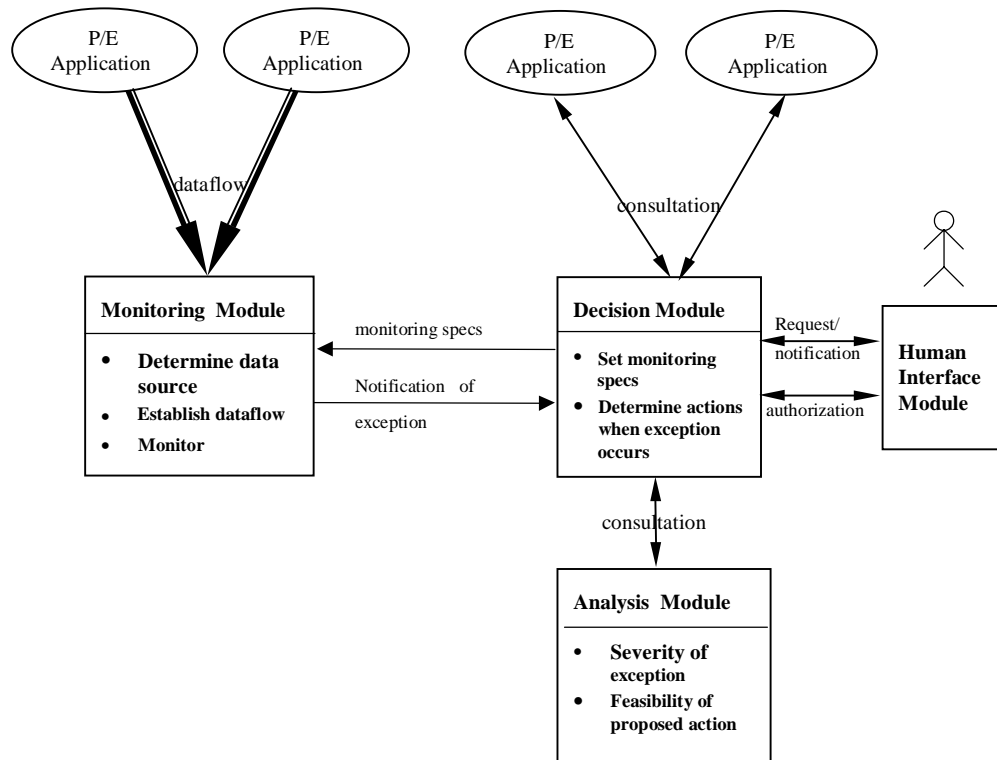 P/E
Application
P/E
Application
P/E
Application
P/E
Application
dataflow
consultation
Monitoring Module
• Determine data
source
• Establish dataflow
• Monitor
monitoring specs
Notification of
exception
Decision Module
• Set monitoring
specs
• Determine actions
when exception
occurs
Request/
notification
authorization
Human
Interface
Module
consultation
Analysis Module
• Severity of
exception
• Feasibility of
proposed action